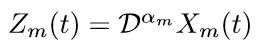 $Z_m(t) = \mathcal{D}^{\alpha_m} X_m(t)$